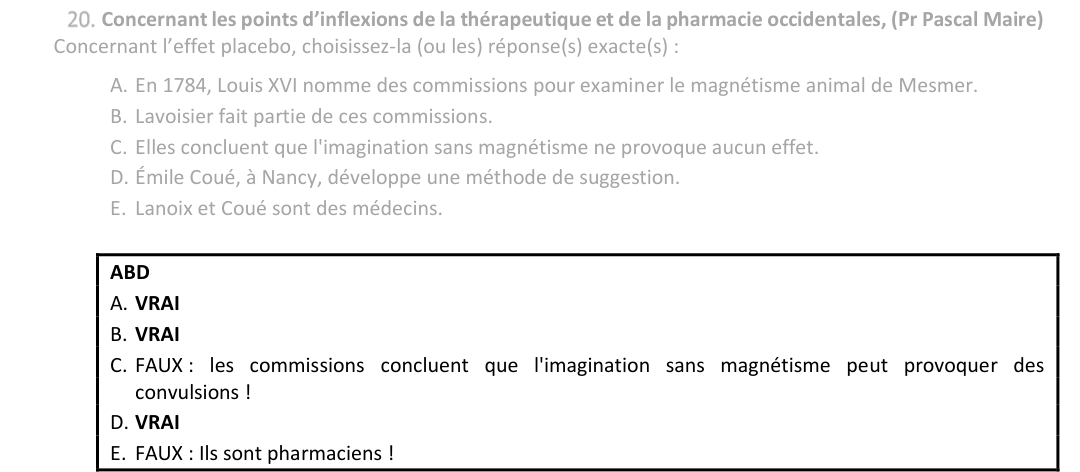 20. Concernant les points d’inflexions de la thérapeutique et de la pharmacie occidentales, (Pr Pascal Maire)
Concernant l’effet placebo, choisissez-la (ou les) réponse(s) exacte(s) :
A. En 1784, Louis XVI nomme des commissions pour examiner le magnétisme animal de Mesmer.
B. Lavoisier fait partie de ces commissions.
C. Elles concluent que l'imagination sans magnétisme ne provoque aucun effet.
D. Émile Coué, à Nancy, développe une méthode de suggestion.
E. Lanoix et Coué sont des médecins.
ABD
A. VRAI
B. VRAI
C. FAUX : les commissions concluent que l'imagination sans magnétisme peut provoquer des
convulsions !
D. VRAI
E. FAUX : Ils sont pharmaciens !